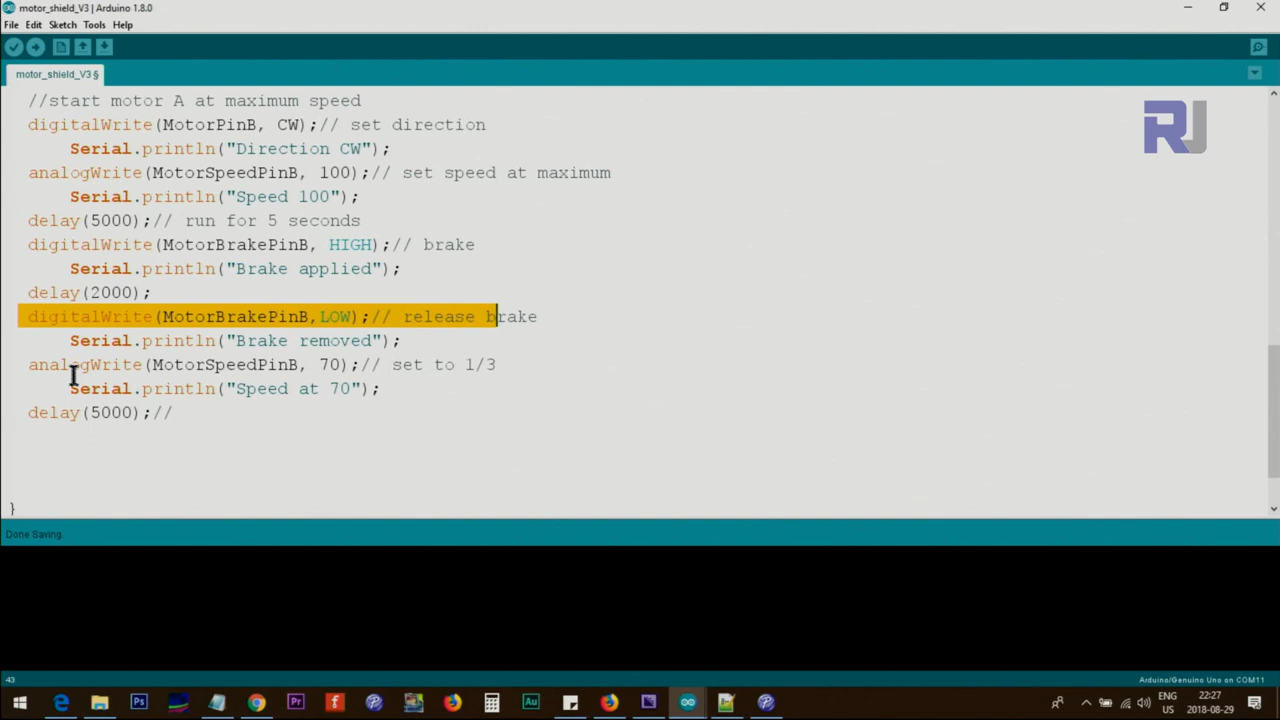 motor_shield_V3 | Arduino 1.8.0
File Edit Sketch Tools Help
motor_shield_V3 §
RJ
//start motor A at maximum speed
digitalWrite(MotorPinB, CW);// set direction
Serial.println("Direction CW");
analogWrite(MotorSpeedPinB, 100);// set speed at maximum
Serial.println("Speed 100");
delay(5000);// run for 5 seconds
digitalWrite(MotorBrakePinB, HIGH);// brake
Serial.println("Brake applied");
delay(2000);
digitalWrite(MotorBrakePinB,LOW);// release brake
Serial.println("Brake removed");
analogWrite(MotorSpeedPinB, 70);// set to 1/3
Serial.println("Speed at 70");
delay(5000);//
}
Done Saving.
43
Arduino/Genuino Uno on COM11
Ps
Pr
f
Au
ENG
US
22:27
2018-08-29